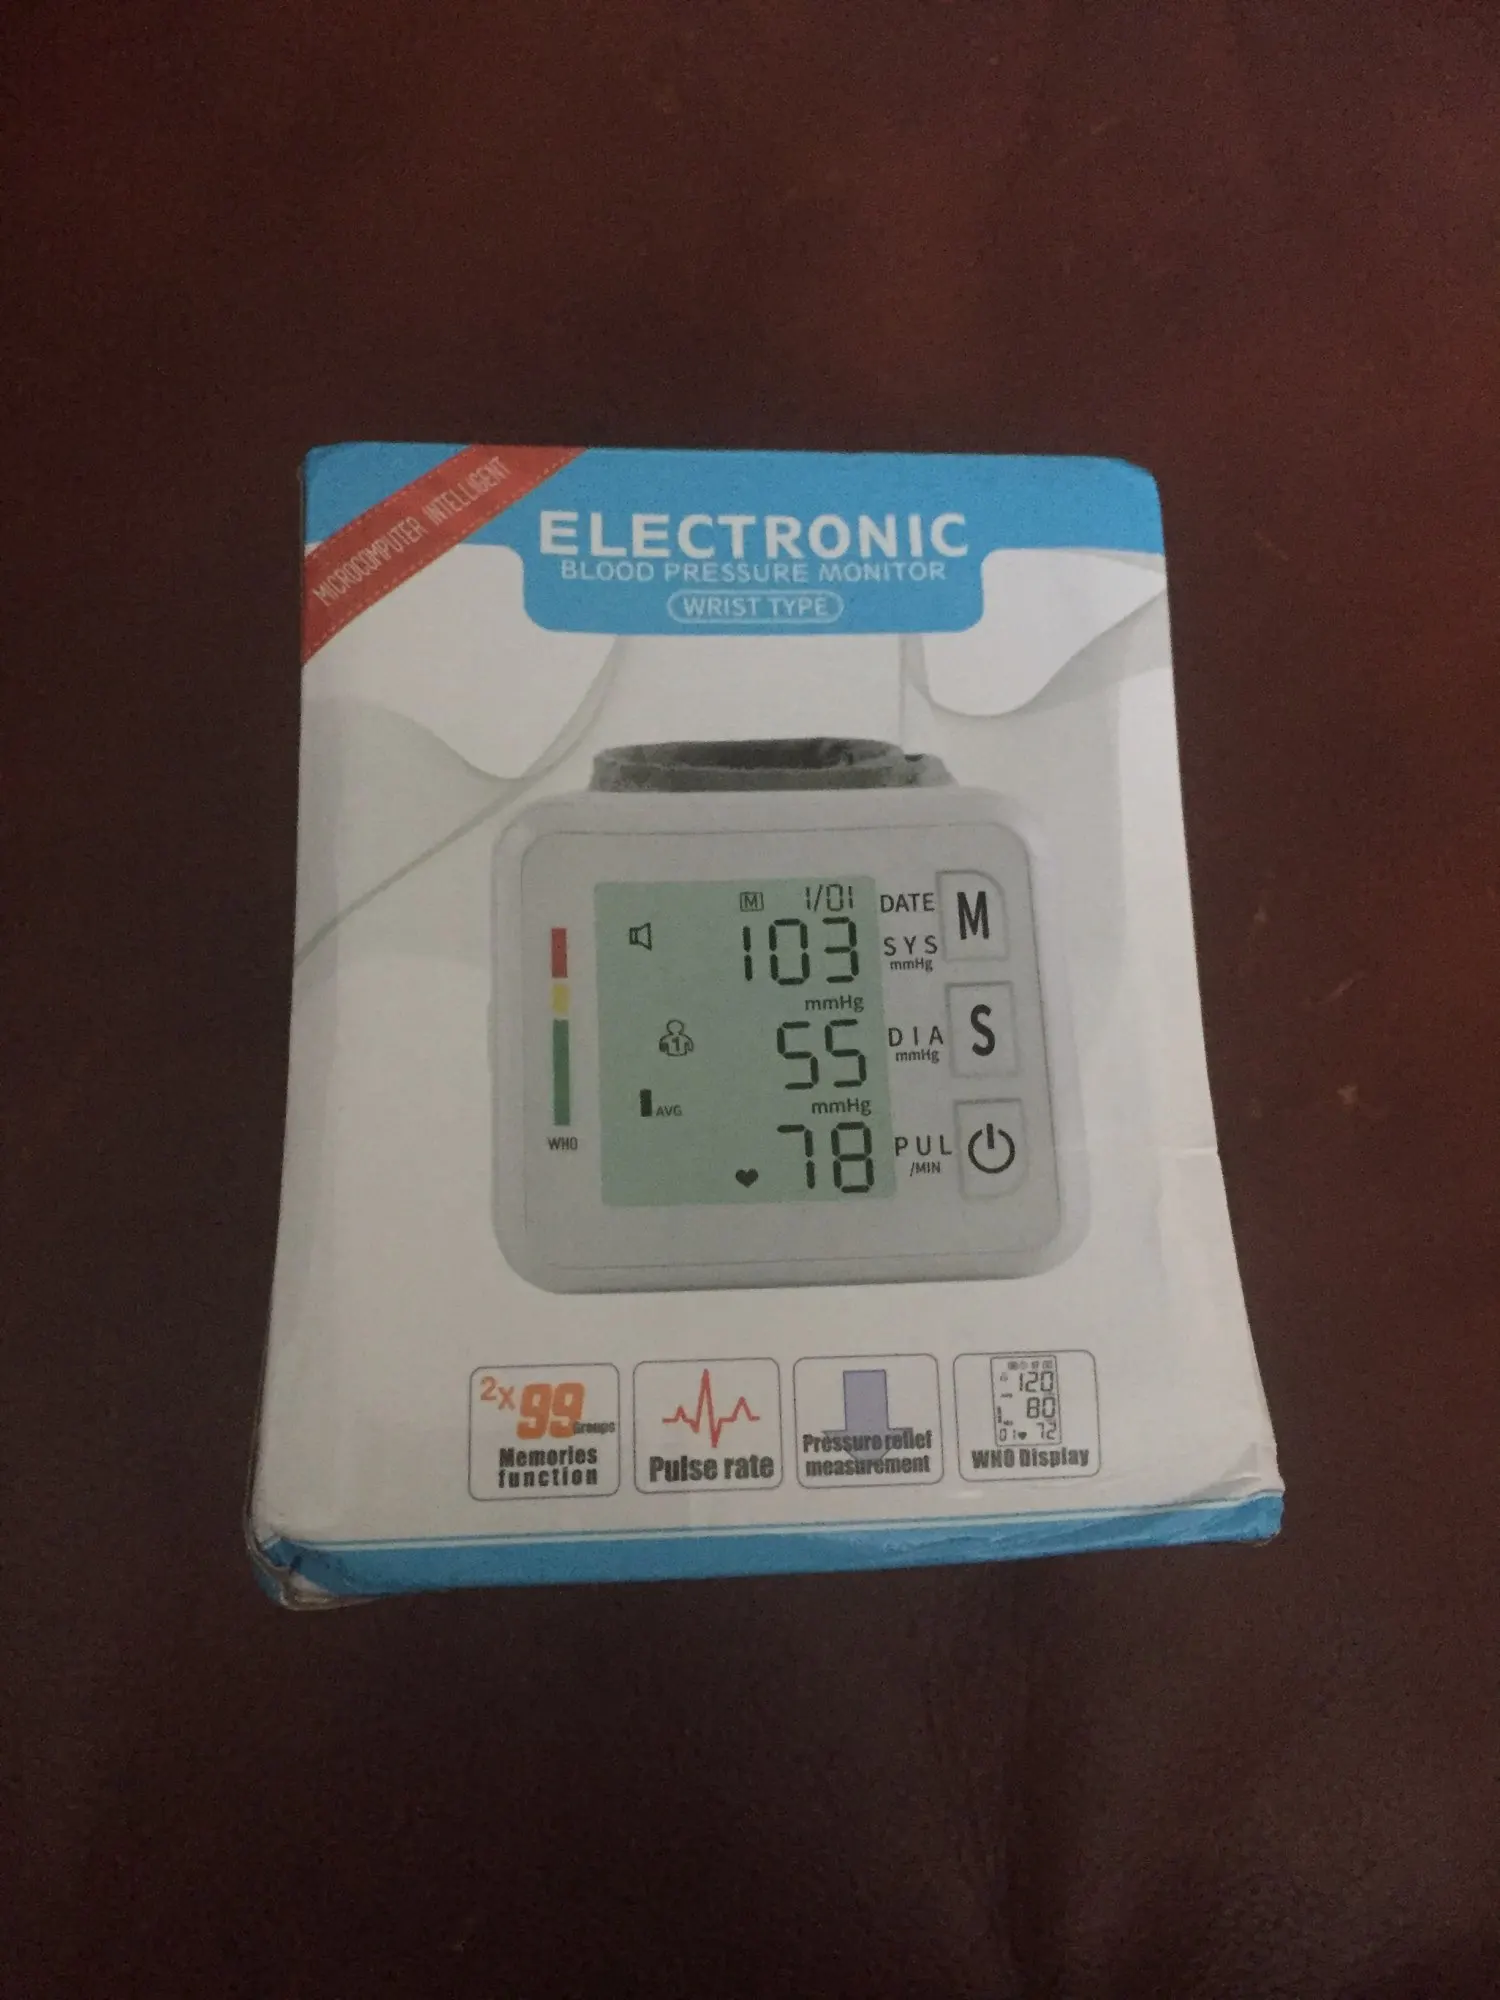 MICROCOMPUTER INTELLIGENT
ELECTRONIC
BLOOD PRESSURE MONITOR
WRIST TYPE
M 1/01 DATE M
103 SYS
mmHg
mmHg
1 55 DIA S
mmHg
AVG mmHg
WHO 78 PUL
/MIN
2x99 Groups
Memories
function
Pulse rate
Pressure relief
measurement
120
80
72
WHO Display